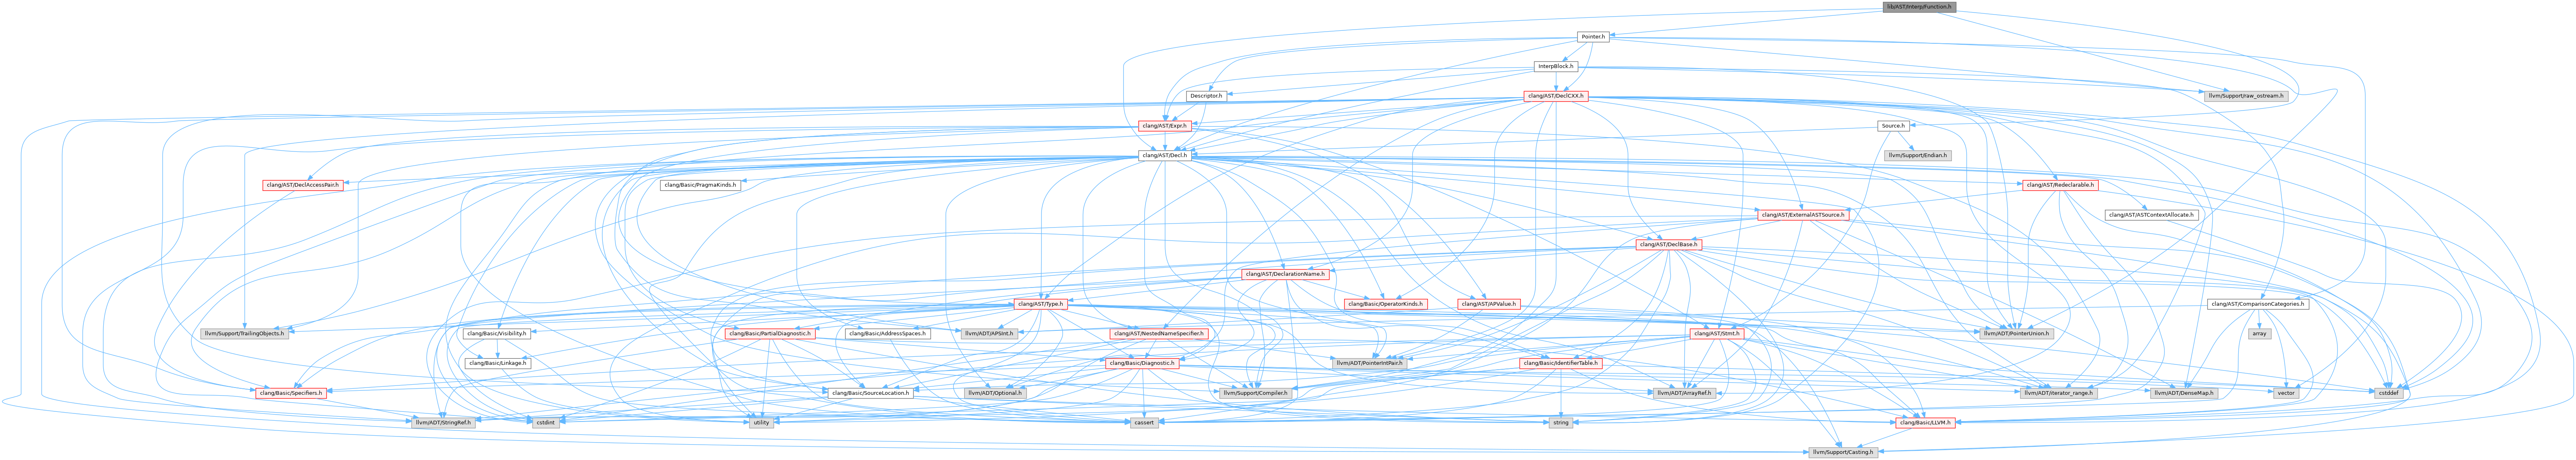 lib/AST/Interp/Function.h
Pointer.h
InterpBlock.h
Descriptor.h
clang/AST/DeclCXX.h
llvm/Support/raw_ostream.h
clang/AST/Expr.h
Source.h
clang/AST/Decl.h
llvm/Support/Endian.h
clang/AST/DeclAccessPair.h
clang/Basic/PragmaKinds.h
clang/AST/Redeclarable.h
clang/AST/ExternalASTSource.h
clang/AST/ASTContextAllocate.h
clang/AST/DeclBase.h
clang/AST/DeclarationName.h
clang/AST/Type.h
clang/Basic/OperatorKinds.h
clang/AST/APValue.h
clang/AST/ComparisonCategories.h
llvm/Support/TrailingObjects.h
clang/Basic/Visibility.h
clang/Basic/PartialDiagnostic.h
clang/Basic/AddressSpaces.h
llvm/ADT/APSInt.h
clang/AST/NestedNameSpecifier.h
clang/AST/Stmt.h
llvm/ADT/PointerUnion.h
array
clang/Basic/Linkage.h
clang/Basic/Diagnostic.h
llvm/ADT/PointerIntPair.h
clang/Basic/IdentifierTable.h
clang/Basic/Specifiers.h
clang/Basic/SourceLocation.h
llvm/ADT/Optional.h
llvm/Support/Compiler.h
llvm/ADT/ArrayRef.h
llvm/ADT/iterator_range.h
llvm/ADT/DenseMap.h
vector
cstddef
llvm/ADT/StringRef.h
cstdint
utility
cassert
string
clang/Basic/LLVM.h
llvm/Support/Casting.h